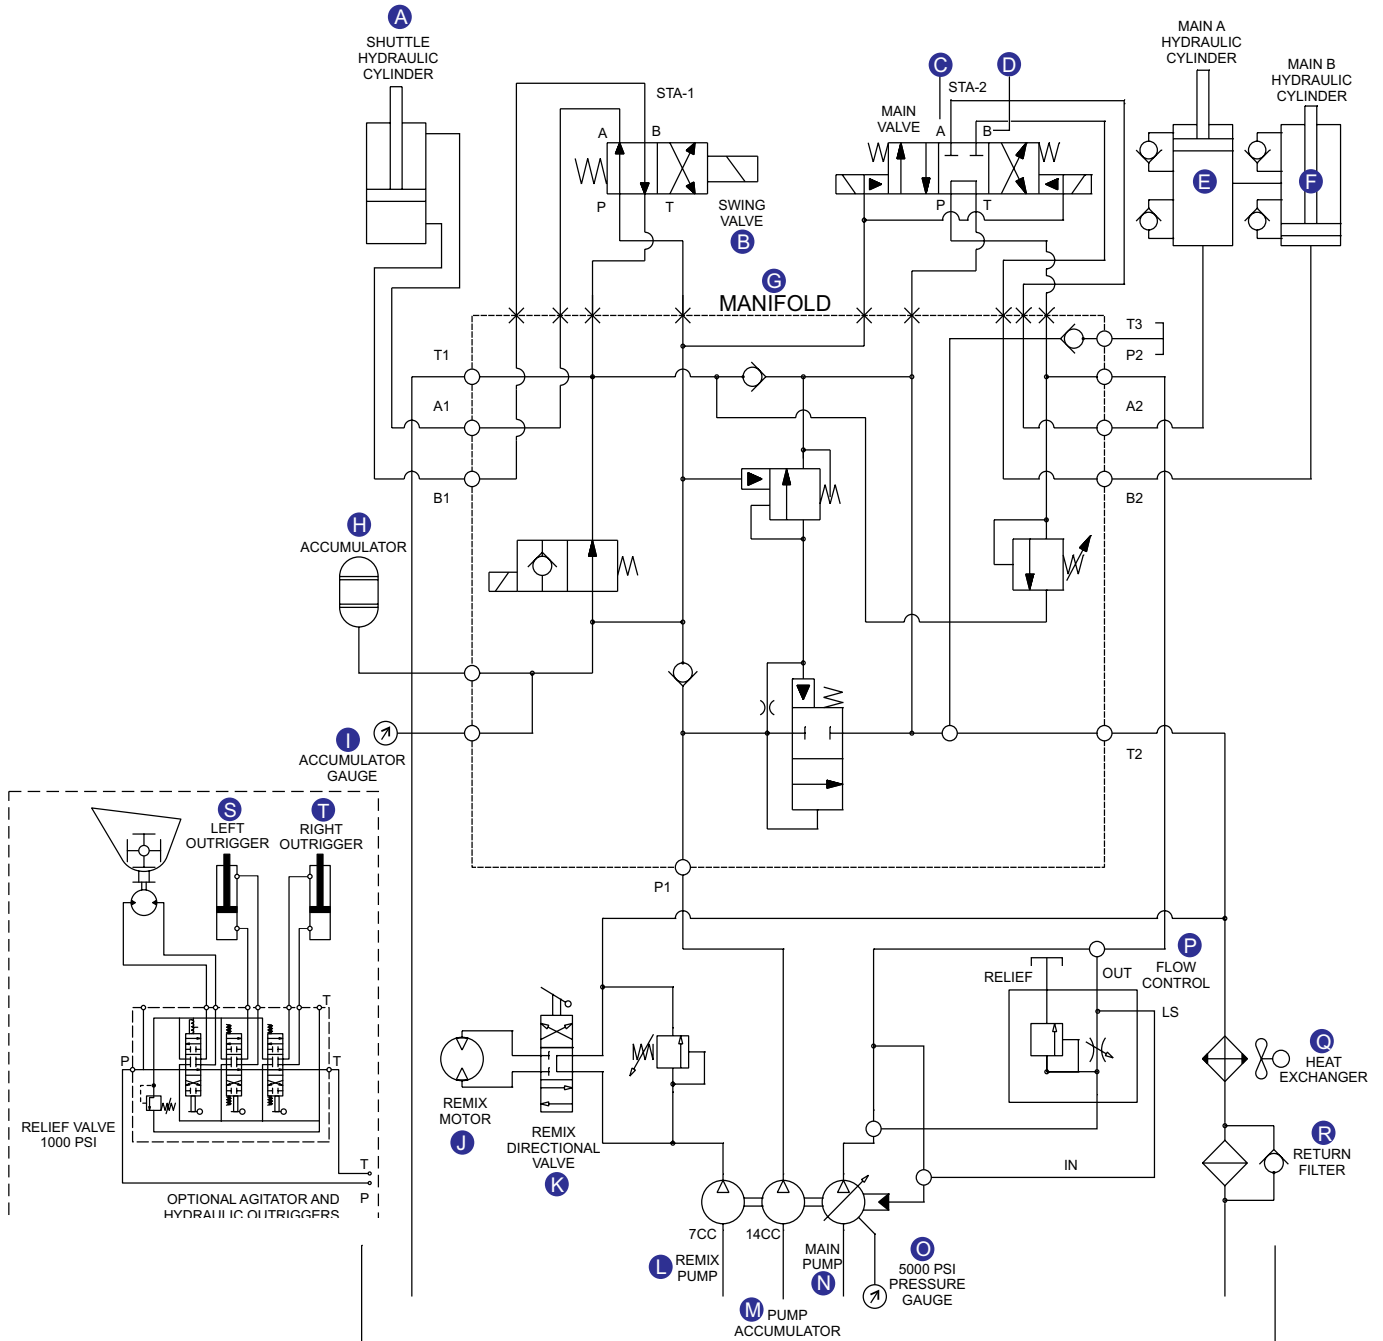 A
SHUTTLE
HYDRAULIC
CYLINDER
STA-1
A
B
P
T
SWING
VALVE
B
C
D
STA-2
MAIN
VALVE
A
B
P
T
MAIN A
HYDRAULIC
CYLINDER
MAIN B
HYDRAULIC
CYLINDER
E
F
G
MANIFOLD
T1
A1
B1
T3
P2
A2
B2
H
ACCUMULATOR
I
ACCUMULATOR
GAUGE
T2
P1
S
LEFT
OUTRIGGER
T
RIGHT
OUTRIGGER
T
P
T
RELIEF VALVE
1000 PSI
T
P
OPTIONAL AGITATOR AND
HYDRAULIC OUTRIGGERS
REMIX
MOTOR
J
REMIX
DIRECTIONAL
VALVE
K
RELIEF
OUT
P
FLOW
CONTROL
LS
IN
Q
HEAT
EXCHANGER
R
RETURN
FILTER
7CC
14CC
L
REMIX
PUMP
M
PUMP
ACCUMULATOR
MAIN
PUMP
N
O
5000 PSI
PRESSURE
GAUGE